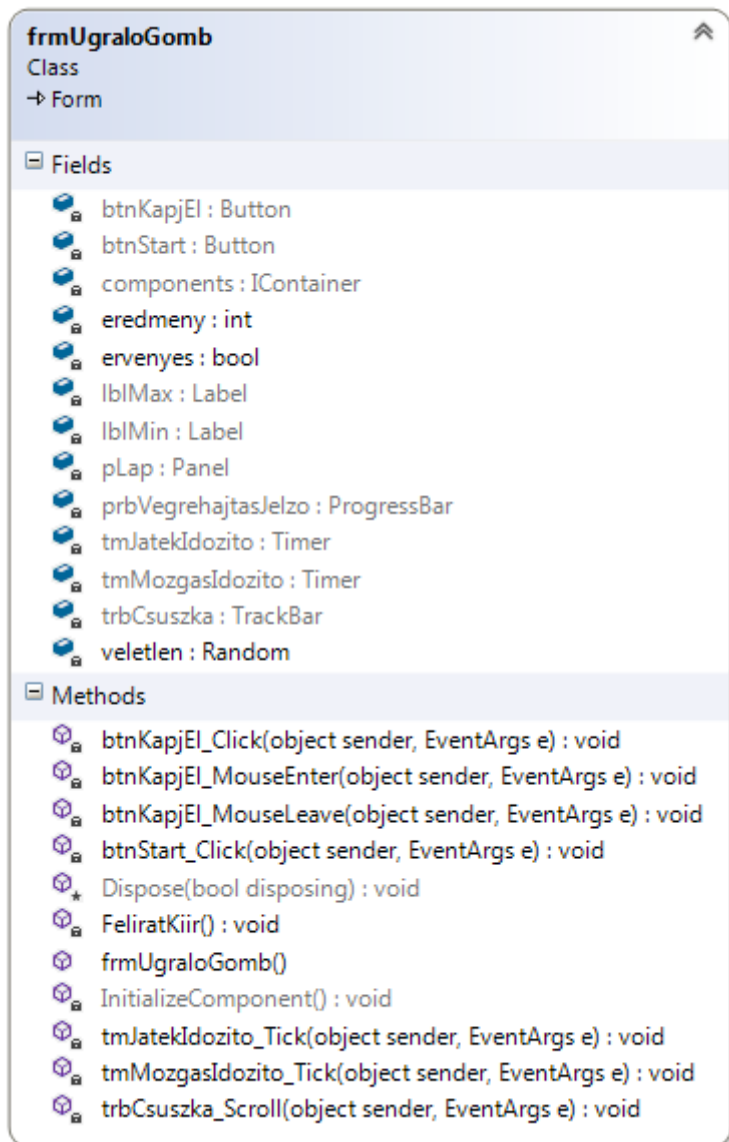 frmUgraloGomb
Class
Form
Fields
btnKapjEl : Button
btnStart : Button
components : IContainer
eredmeny : int
ervenyes : bool
lblMax : Label
lblMin : Label
pLap : Panel
prbVegrehajtasJelzo : ProgressBar
tmJatekIdozito : Timer
tmMozgasIdozito : Timer
trbCsuszka : TrackBar
veletlen : Random
Methods
btnKapjEl_Click(object sender, EventArgs e) : void
btnKapjEl_MouseEnter(object sender, EventArgs e) : void
btnKapjEl_MouseLeave(object sender, EventArgs e) : void
btnStart_Click(object sender, EventArgs e) : void
Dispose(bool disposing) : void
FeliratKiir() : void
frmUgraloGomb()
InitializeComponent() : void
tmJatekIdozito_Tick(object sender, EventArgs e) : void
tmMozgasIdozito_Tick(object sender, EventArgs e) : void
trbCsuszka_Scroll(object sender, EventArgs e) : void